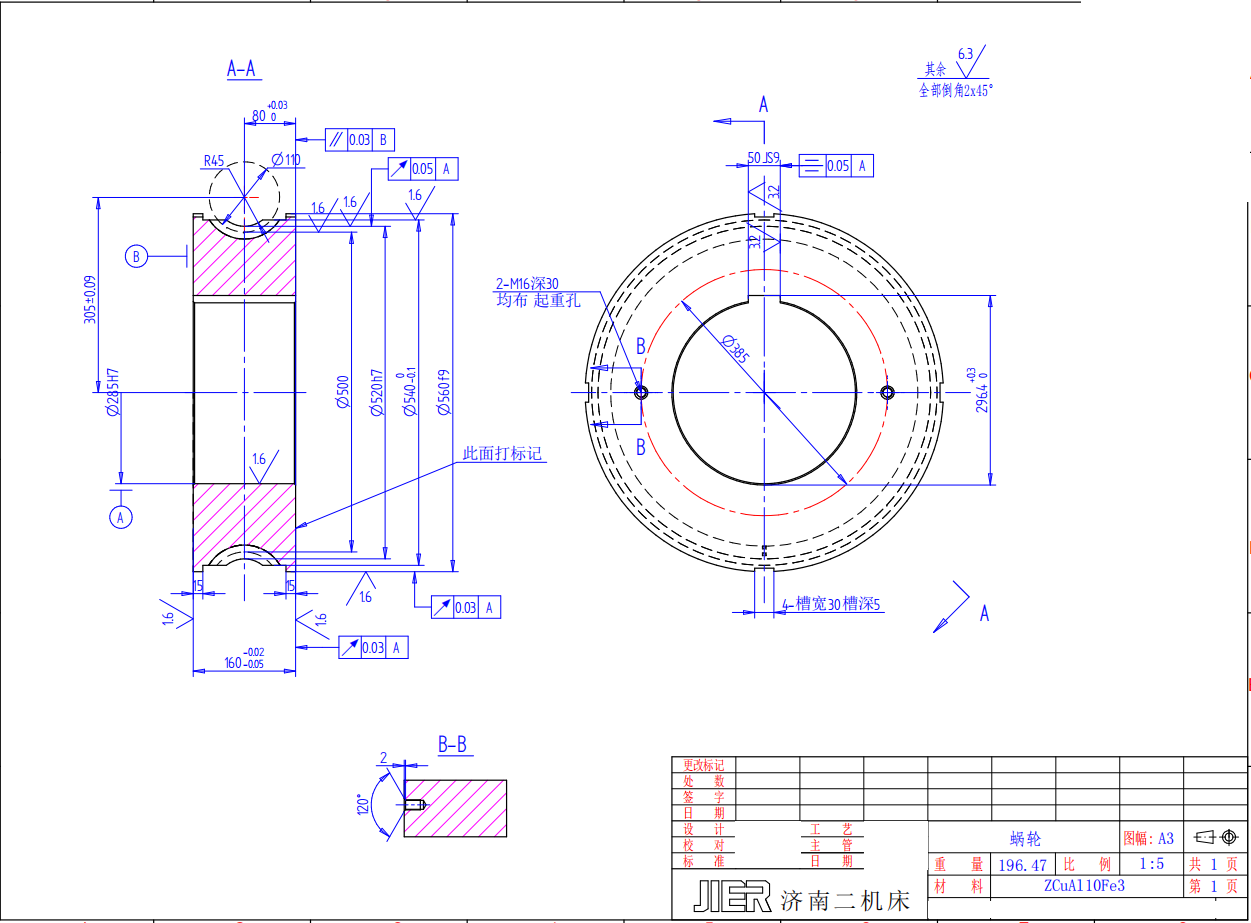 A-A
其余 6.3
全部倒角2x45°
80 +0.03 0
// 0.03 B
R45
Ø110
0.05 A
1.6
1.6
1.6
B
305±0.09
Ø285H7
1.6
A
Ø500
Ø520h7
Ø540 0 -0.1
Ø560f9
此面打标记
15
15
1.6
1.6
1.6
0.03 A
0.03 A
160 -0.02 -0.05
A
50 JS9
0.05 A
3.2
3.2
2-M16深30
均布 起重孔
B
B
Ø385
296.4 +0.3 0
4-槽宽30槽深5
A
B-B
2
120°
更改标记
处 数
签 字
日 期
设 计 工 艺
校 对 主 管
标 准 日 期
蜗轮 图幅: A3
重 量 196.47 比 例 1:5 共 1 页
材 料 ZCuAl10Fe3 第 1 页
JIER 济南二机床